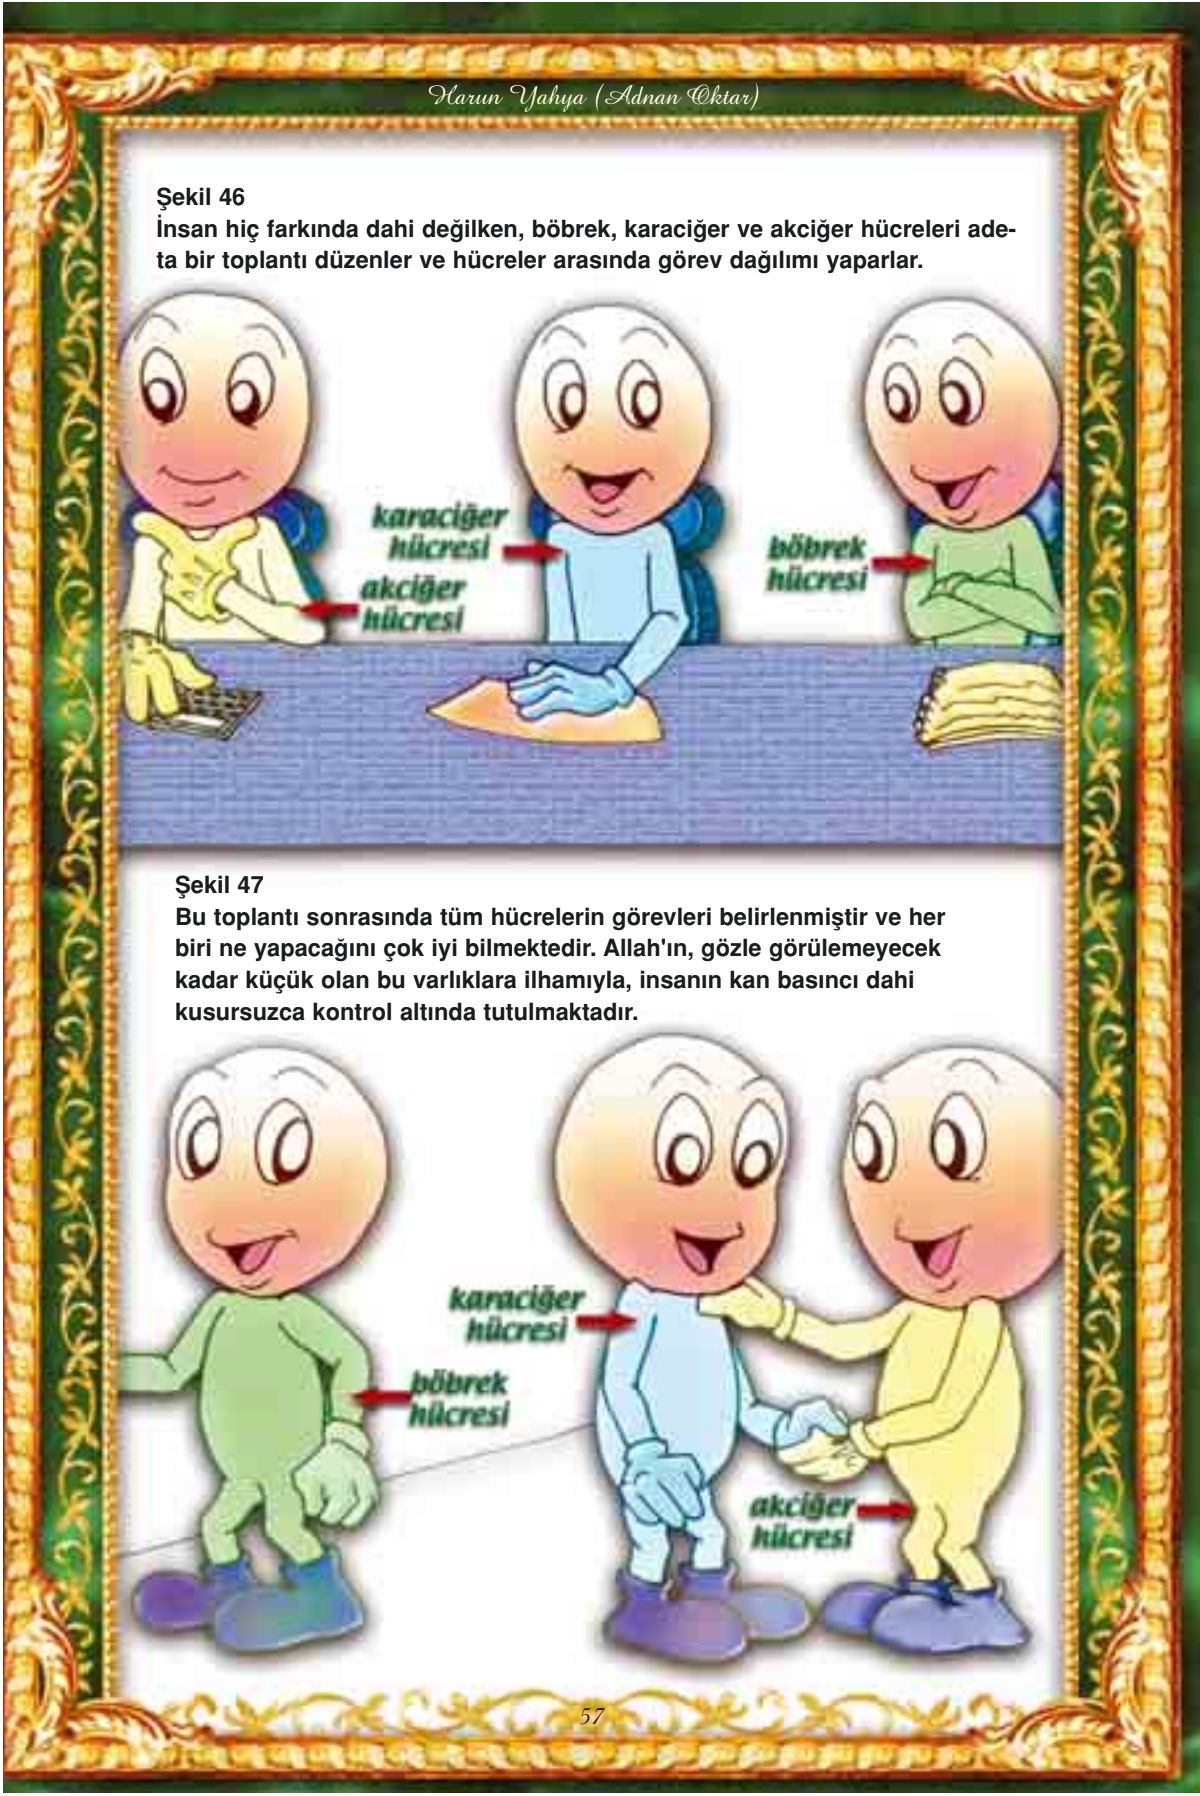 Harun Yahya (Adnan Oktar)
Şekil 46
İnsan hiç farkında dahi değilken, böbrek, karaciğer ve akciğer hücreleri ade-
ta bir toplantı düzenler ve hücreler arasında görev dağılımı yaparlar.
karaciğer
hücresi
akciğer
hücresi
böbrek
hücresi
Şekil 47
Bu toplantı sonrasında tüm hücrelerin görevleri belirlenmiştir ve her
biri ne yapacağını çok iyi bilmektedir. Allah'ın, gözle görülemeyecek
kadar küçük olan bu varlıklara ilhamıyla, insanın kan basıncı dahi
kusursuzca kontrol altında tutulmaktadır.
karaciğer
hücresi
böbrek
hücresi
akciğer
hücresi
57